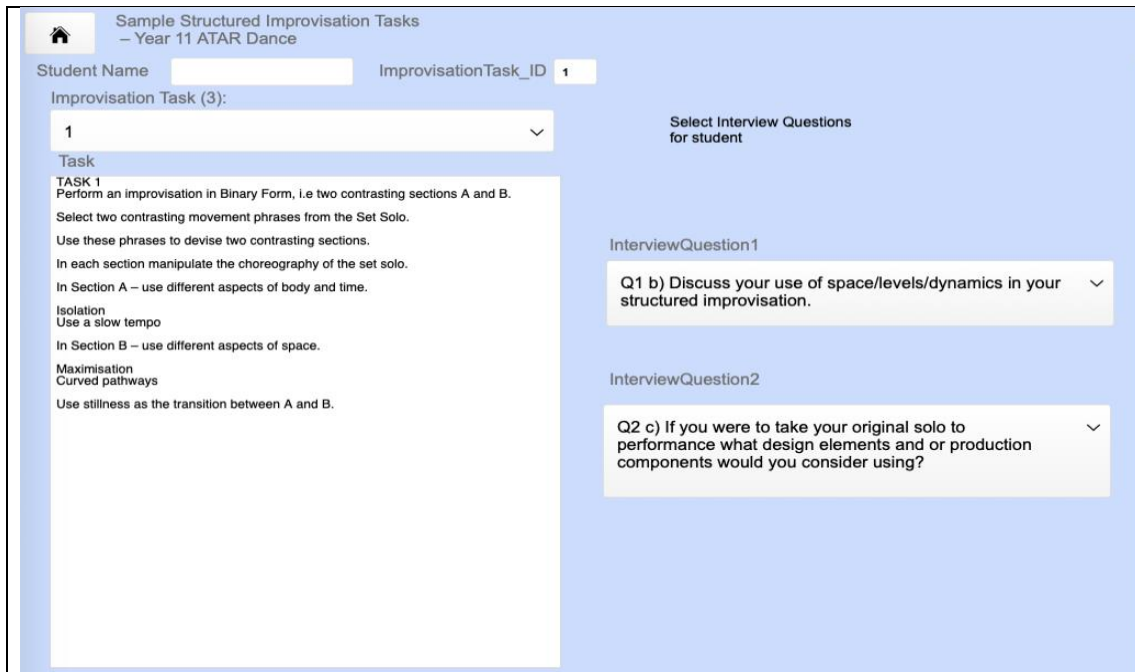 Sample Structured Improvisation Tasks
– Year 11 ATAR Dance
Student Name
ImprovisationTask_ID 1
Improvisation Task (3):
1
Task
TASK 1
Perform an improvisation in Binary Form, i.e two contrasting sections A and B.
Select two contrasting movement phrases from the Set Solo.
Use these phrases to devise two contrasting sections.
In each section manipulate the choreography of the set solo.
In Section A – use different aspects of body and time.
Isolation
Use a slow tempo
In Section B – use different aspects of space.
Maximisation
Curved pathways
Use stillness as the transition between A and B.
Select Interview Questions
for student
InterviewQuestion1
Q1 b) Discuss your use of space/levels/dynamics in your
structured improvisation.
InterviewQuestion2
Q2 c) If you were to take your original solo to
performance what design elements and or production
components would you consider using?